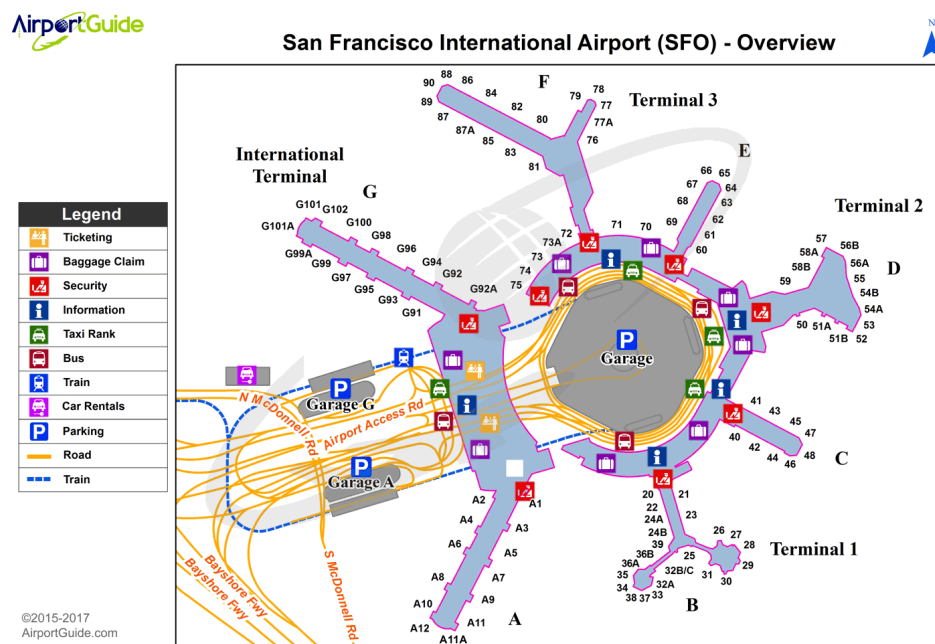 AirportGuide
San Francisco International Airport (SFO) - Overview
N
Legend
Ticketing
Baggage Claim
Security
Information
Taxi Rank
Bus
Train
Car Rentals
Parking
Road
Train
©2015-2017
AirportGuide.com
International
Terminal
G
G101
G102
G101A
G100
G98
G99A
G99
G96
G97
G94
G95
G92
G93
G92A
G91
F
Terminal 3
90
88
86
84
82
80
89
87
87A
85
83
81
79
78
77
77A
76
72
73A
73
74
75
71
70
E
66
65
67
64
68
63
62
69
61
60
Terminal 2
D
57
58A
56B
58B
56A
55
59
54B
54A
50
51A
53
51B
52
P
Garage
P
Garage G
P
Garage A
N McDonnell Rd
Airport Access Rd
S McDonnell Rd
Bayshore Fwy
Bayshore Fwy
41
43
45
40
47
42
44
46
48
C
Terminal 1
B
20
21
22
24A
23
24B
39
26
27
36B
25
28
36A
32B/C
31
29
35
32A
30
34
33
38
37
A
A1
A2
A3
A4
A5
A6
A7
A8
A9
A10
A11
A12
A11A